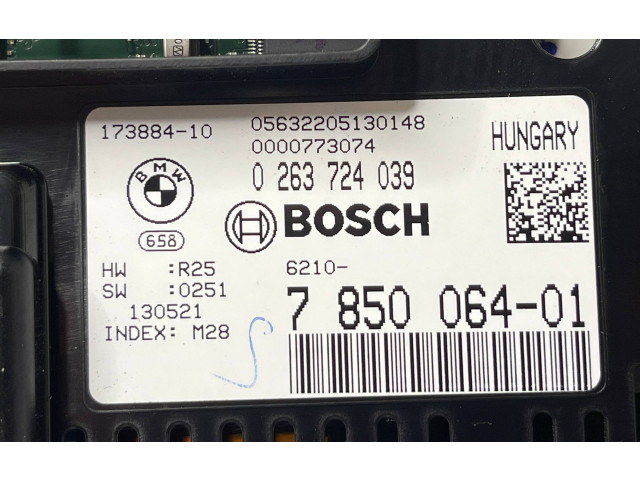 173884-10
05632205130148
0000773074
HUNGARY
0 263 724 039
BMW
BOSCH
658
HW :R25
SW :0251
130521
INDEX: M28
6210-
7 850 064-01